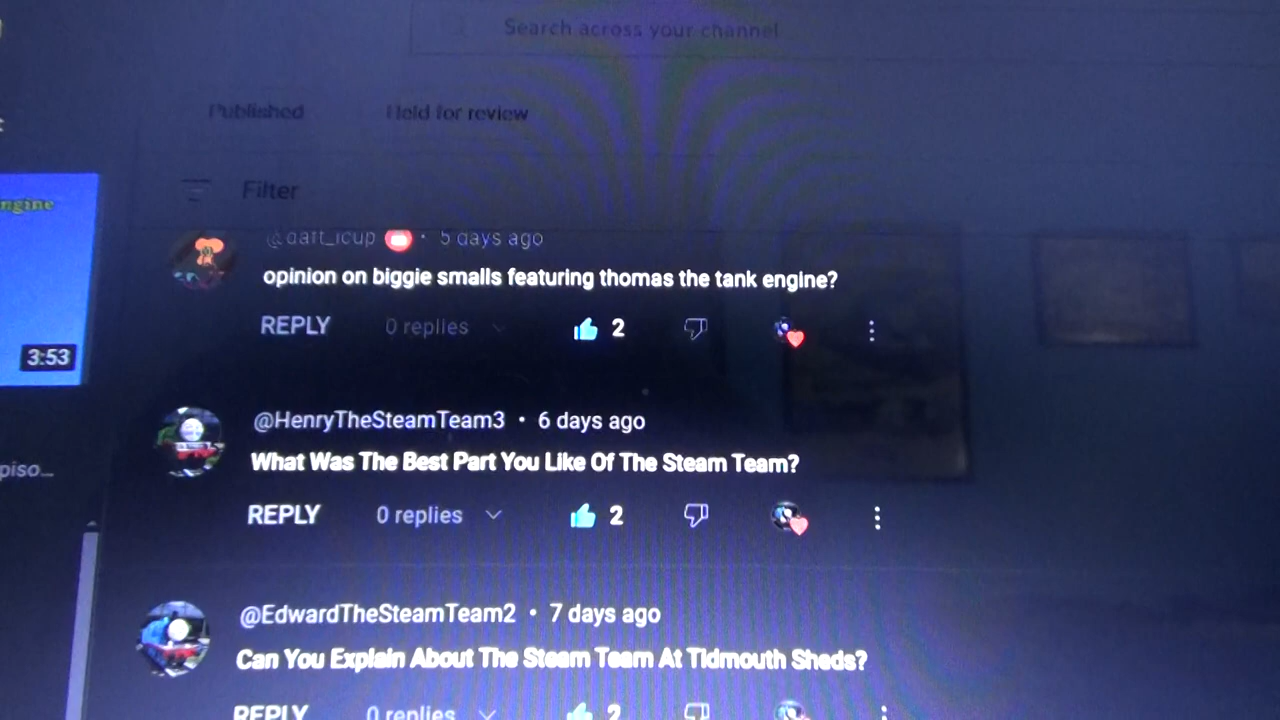 Search across your channel
Published
Held for review
Filter
ngine
@daft_icup · 5 days ago
opinion on biggie smalls featuring thomas the tank engine?
REPLY 0 replies 2
3:53
@HenryTheSteamTeam3 · 6 days ago
What Was The Best Part You Like Of The Steam Team?
piso...
REPLY 0 replies 2
@EdwardTheSteamTeam2 · 7 days ago
Can You Explain About The Steam Team At Tidmouth Sheds?
REPLY 0 replies 2